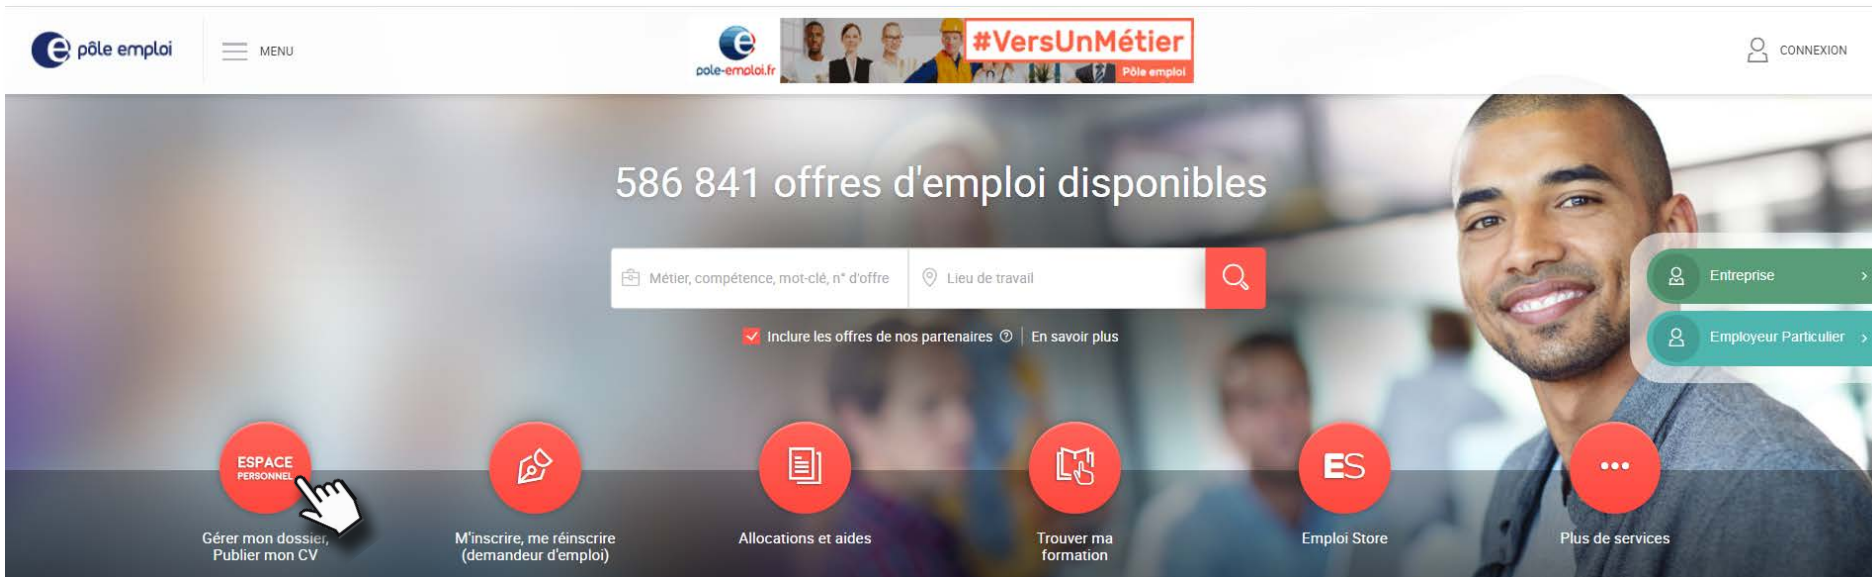 pôle emploi
MENU
pole-emploi.fr
#VersUnMétier
Pôle emploi
CONNEXION
586 841 offres d'emploi disponibles
Métier, compétence, mot-clé, n° d'offre
Lieu de travail
Inclure les offres de nos partenaires
En savoir plus
Entreprise
Employeur Particulier
ESPACE
PERSONNEL
Gérer mon dossier,
Publier mon CV
M'inscrire, me réinscrire
(demandeur d'emploi)
Allocations et aides
Trouver ma
formation
ES
Emploi Store
Plus de services